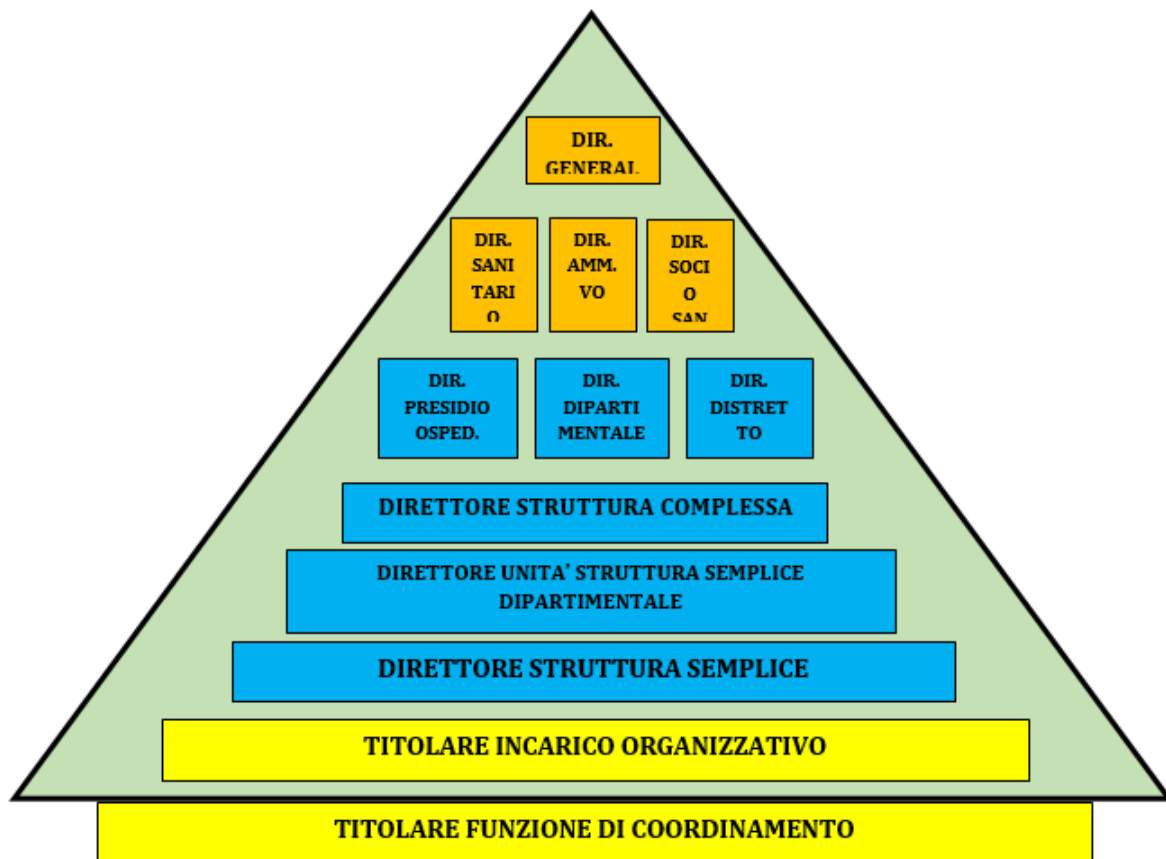 DIR.
GENERAL
DIR.
SANI
TARI
O
DIR.
AMM.
VO
DIR.
SOCI
O
SAN
DIR.
PRESIDIO
OSPED.
DIR.
DIPARTI
MENTALE
DIR.
DISTRET
TO
DIRETTORE STRUTTURA COMPLESSA
DIRETTORE UNITA’ STRUTTURA SEMPLICE
DIPARTIMENTALE
DIRETTORE STRUTTURA SEMPLICE
TITOLARE INCARICO ORGANIZZATIVO
TITOLARE FUNZIONE DI COORDINAMENTO